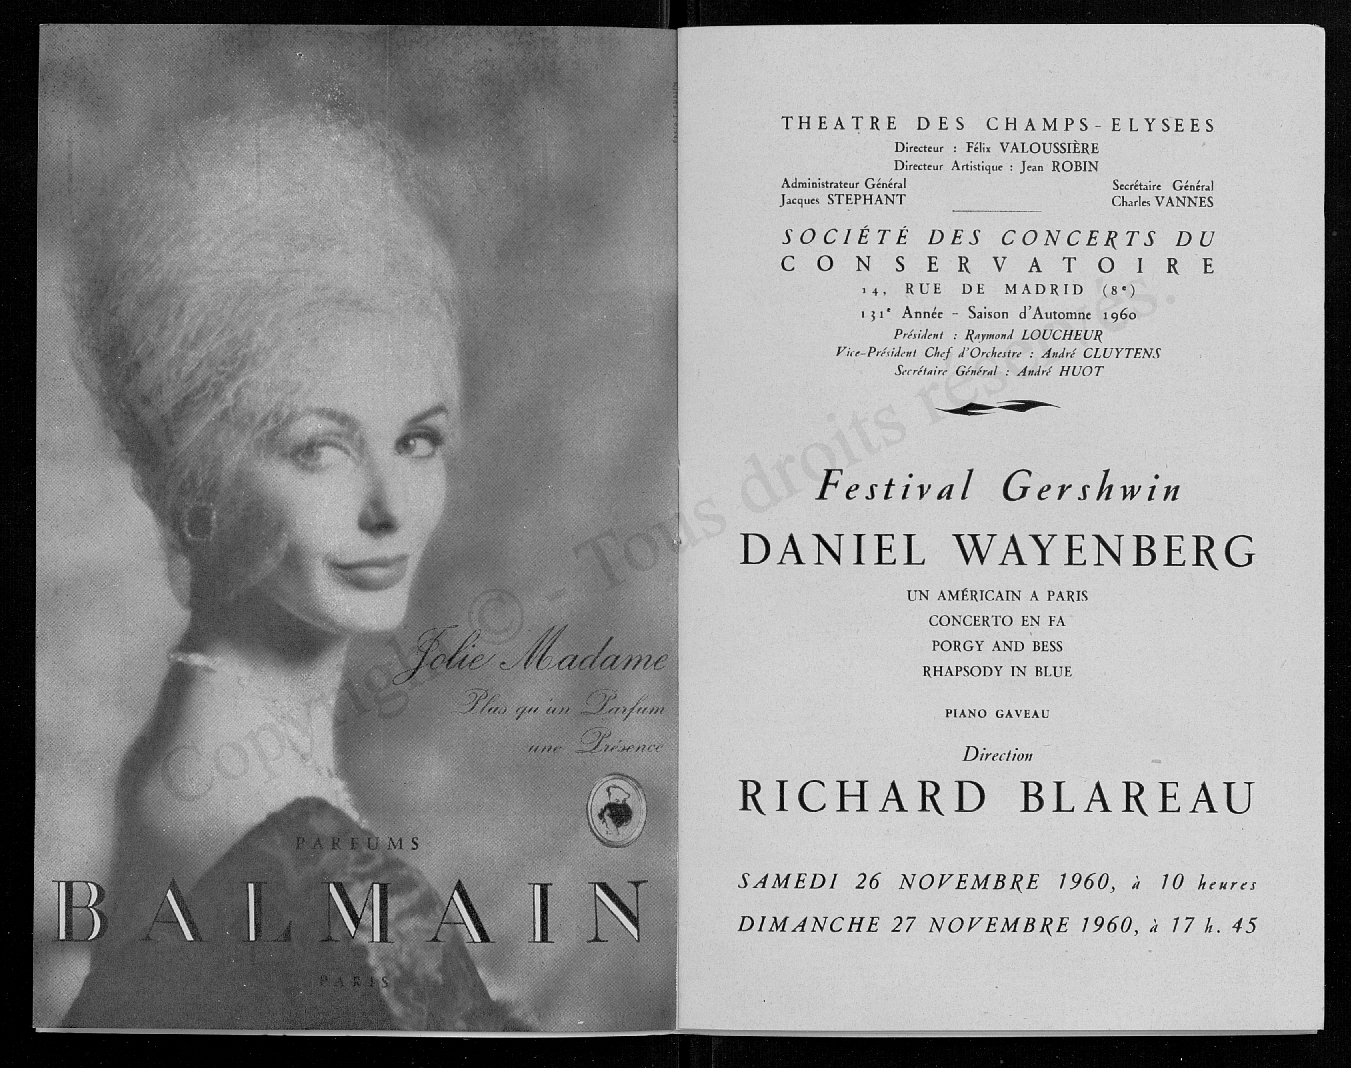 Jolie Madame
Plus qu'un Parfum
une Présence
PARFUMS
BALMAIN
PARIS
THEATRE DES CHAMPS-ELYSEES
Directeur : Félix VALOUSSIÈRE
Directeur Artistique : Jean ROBIN
Administrateur Général
Jacques STEPHANT
Secrétaire Général
Charles VANNES
SOCIÉTÉ DES CONCERTS DU
CONSERVATOIRE
14, RUE DE MADRID (8e)
131e Année - Saison d'Automne 1960
Président : Raymond LOUCHEUR
Vice-Président Chef d'Orchestre : André CLUYTENS
Secrétaire Général : André HUOT
Festival Gershwin
DANIEL WAYENBERG
UN AMÉRICAIN A PARIS
CONCERTO EN FA
PORGY AND BESS
RHAPSODY IN BLUE
PIANO GAVEAU
Direction
RICHARD BLAREAU
SAMEDI 26 NOVEMBRE 1960, à 10 heures
DIMANCHE 27 NOVEMBRE 1960, à 17 h. 45
Copyright © - Tous droits réservés.